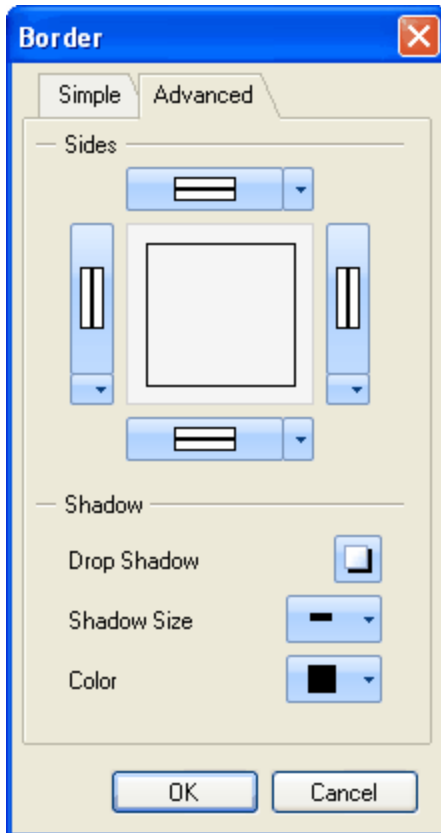 Border
Simple Advanced
Sides
Shadow
Drop Shadow
Shadow Size
Color
OK Cancel